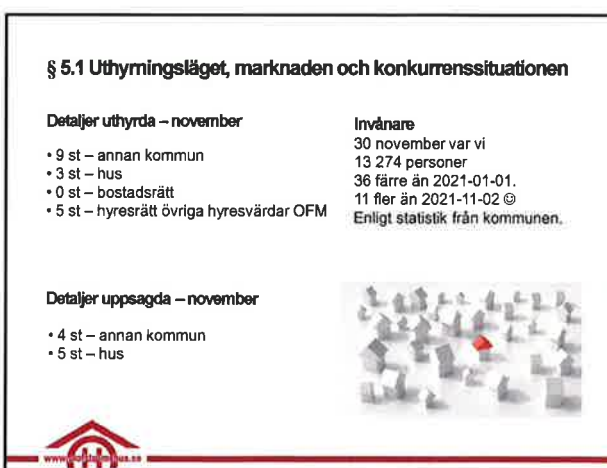 § 5.1 Uthyrningsläget, marknaden och konkurrenssituationen
Detaljer uthyrda – november
• 9 st – annan kommun
• 3 st – hus
• 0 st – bostadsrätt
• 5 st – hyresrätt övriga hyresvärdar OFM
Invånare
30 november var vi
13 274 personer
36 färre än 2021-01-01.
11 fler än 2021-11-02 ☺
Enligt statistik från kommunen.
Detaljer uppsagda – november
• 4 st – annan kommun
• 5 st – hus